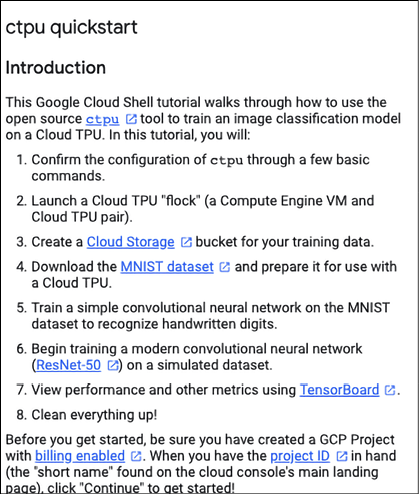 ctpu quickstart
Introduction
This Google Cloud Shell tutorial walks through how to use the
open source ctpu tool to train an image classification model
on a Cloud TPU. In this tutorial, you will:
1. Confirm the configuration of ctpu through a few basic
commands.
2. Launch a Cloud TPU "flock" (a Compute Engine VM and
Cloud TPU pair).
3. Create a Cloud Storage bucket for your training data.
4. Download the MNIST dataset and prepare it for use with
a Cloud TPU.
5. Train a simple convolutional neural network on the MNIST
dataset to recognize handwritten digits.
6. Begin training a modern convolutional neural network
(ResNet-50) on a simulated dataset.
7. View performance and other metrics using TensorBoard.
8. Clean everything up!
Before you get started, be sure you have created a GCP Project
with billing enabled. When you have the project ID in hand
(the "short name" found on the cloud console's main landing
page), click "Continue" to get started!